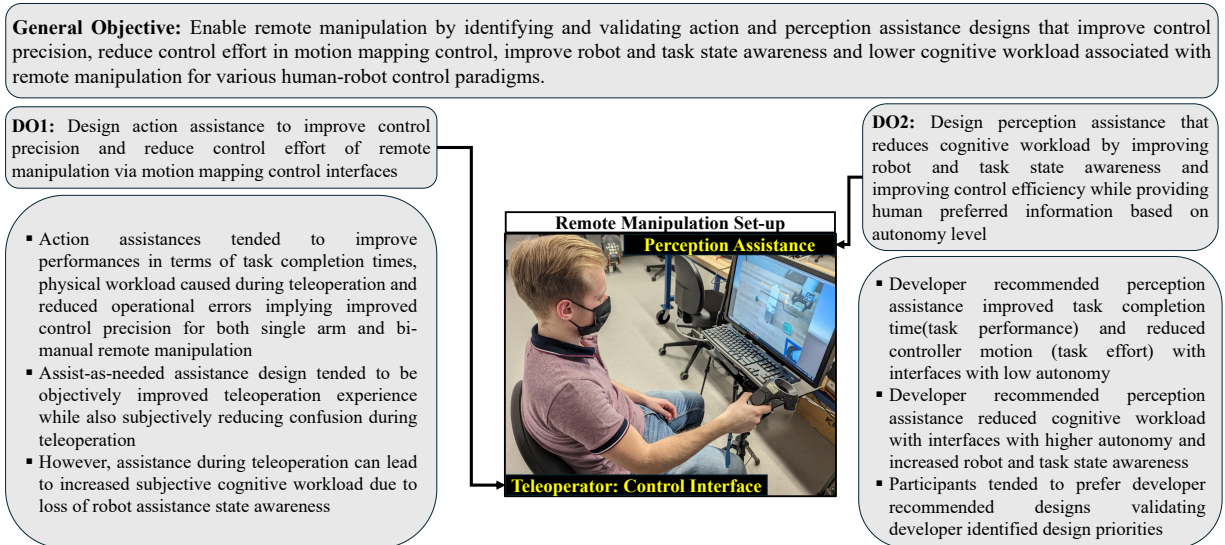 General Objective: Enable remote manipulation by identifying and validating action and perception assistance designs that improve control
precision, reduce control effort in motion mapping control, improve robot and task state awareness and lower cognitive workload associated with
remote manipulation for various human-robot control paradigms.
DO1: Design action assistance to improve control
precision and reduce control effort of remote
manipulation via motion mapping control interfaces
▪ Action assistances tended to improve
performances in terms of task completion times,
physical workload caused during teleoperation and
reduced operational errors implying improved
control precision for both single arm and bi-
manual remote manipulation
▪ Assist-as-needed assistance design tended to be
objectively improved teleoperation experience
while also subjectively reducing confusion during
teleoperation
▪ However, assistance during teleoperation can lead
to increased subjective cognitive workload due to
loss of robot assistance state awareness
Remote Manipulation Set-up
Perception Assistance
Teleoperator: Control Interface
DO2: Design perception assistance that
reduces cognitive workload by improving
robot and task state awareness and
improving control efficiency while providing
human preferred information based on
autonomy level
▪ Developer recommended perception
assistance improved task completion
time(task performance) and reduced
controller motion (task effort) with
interfaces with low autonomy
▪ Developer recommended perception
assistance reduced cognitive workload
with interfaces with higher autonomy and
increased robot and task state awareness
▪ Participants tended to prefer developer
recommended designs validating
developer identified design priorities